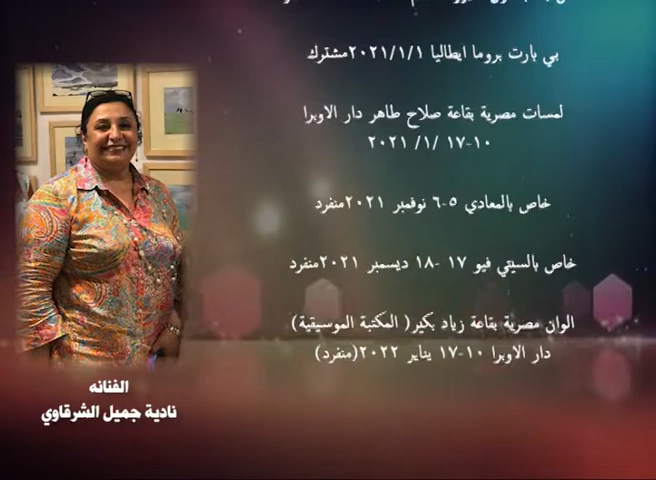 بي بارت بروما ايطاليا ٢٠٢١/١/١مشترك
لمسات مصرية بقاعة صلاح طاهر دار الاوبرا
١٠-١٧ /١/ ٢٠٢١
خاص بالمعادي ٥-٦ نوفمبر ٢٠٢١منفرد
خاص بالسيتي فيو ١٧ -١٨ ديسمبر ٢٠٢١منفرد
الوان مصرية بقاعة زياد بكير( المكتبة الموسيقية)
دار الاوبرا ١٠-١٧ يناير ٢٠٢٢(منفرد)
الفنانه
نادية جميل الشرقاوي